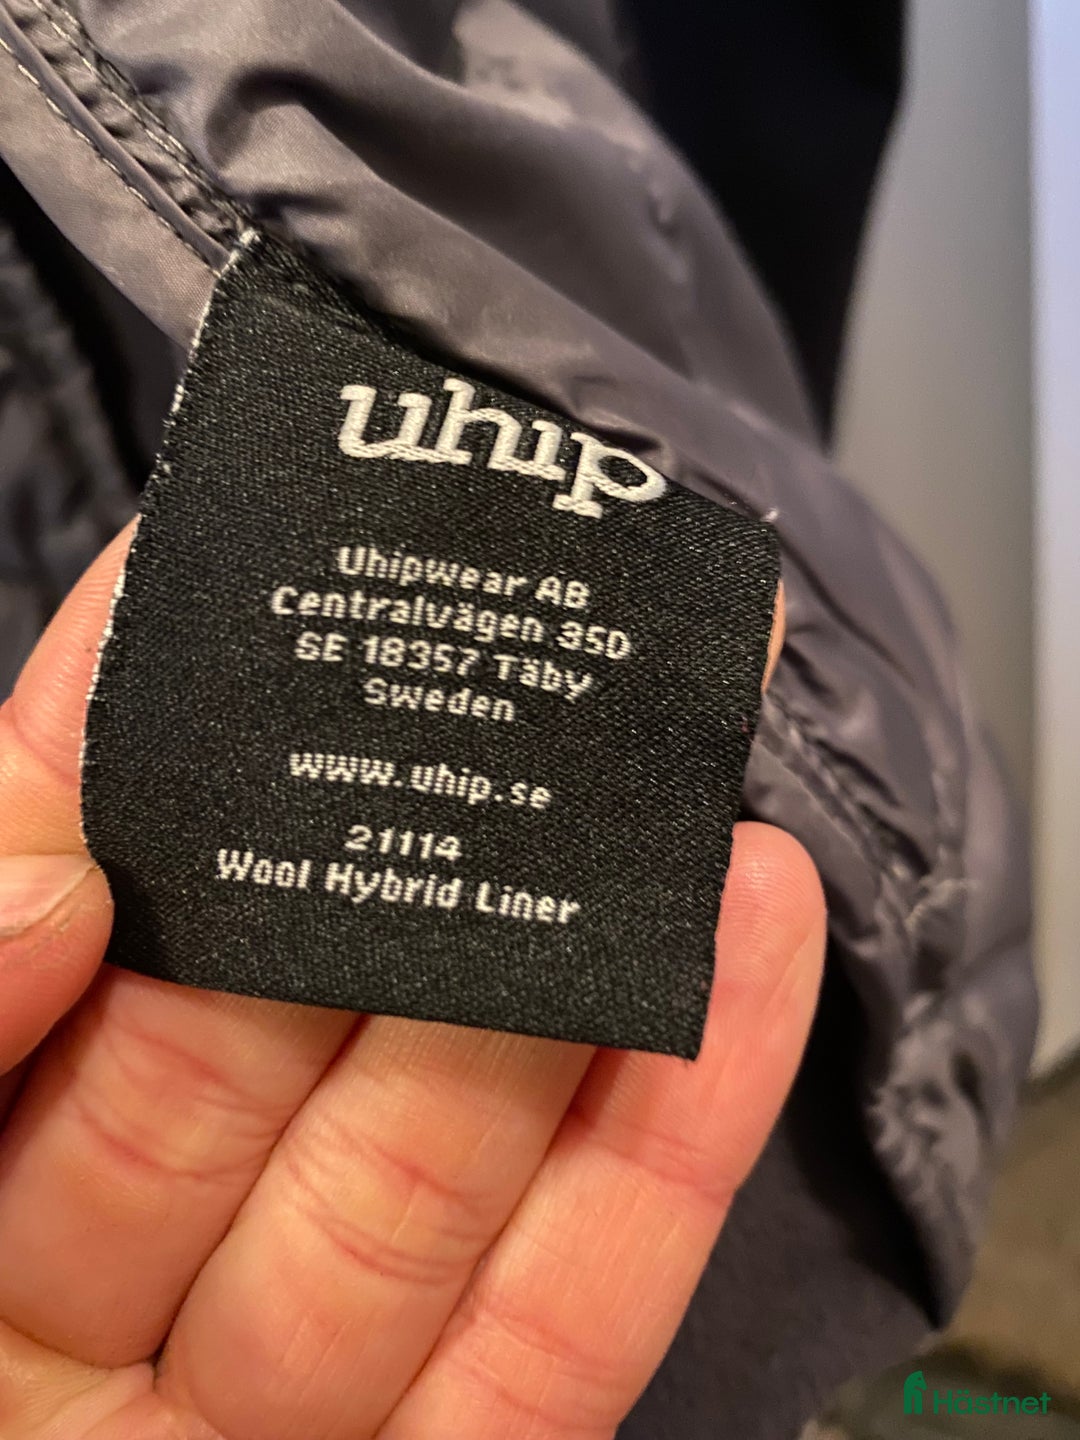 uhip
Uhipwear AB
Centralvägen 35D
SE 18357 Täby
Sweden
www.uhip.se
21114
Wool Hybrid Liner
Hästnet